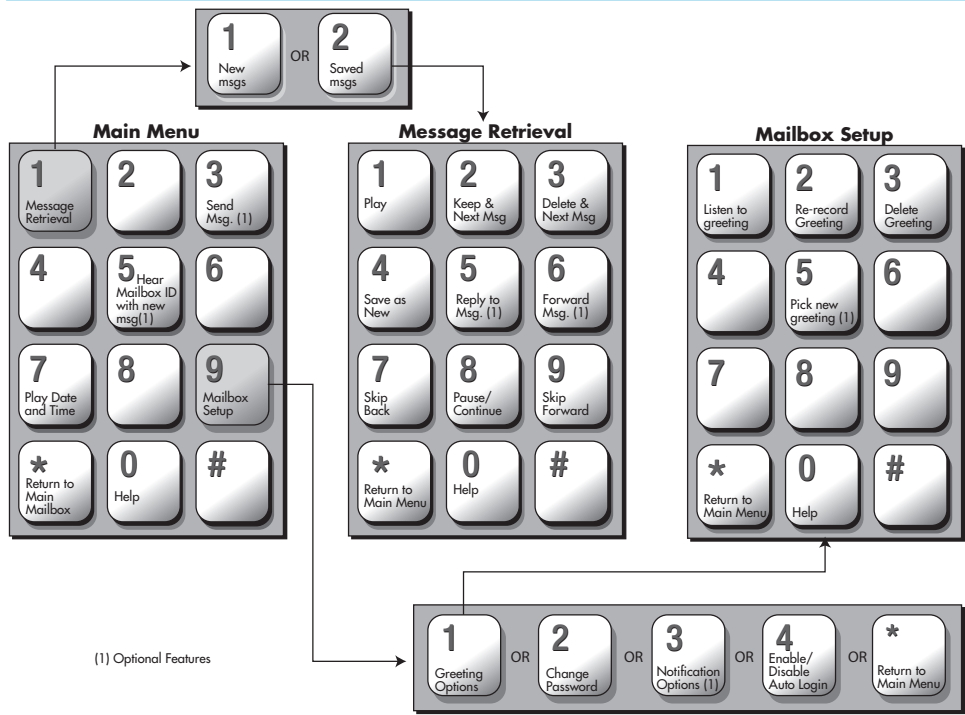 1
New
msgs
OR
2
Saved
msgs
Main Menu
1
Message
Retrieval
2
3
Send
Msg. (1)
4
5 Hear
Mailbox ID
with new
msg(1)
6
7
Play Date
and Time
8
9
Mailbox
Setup
*
Return to
Main
Mailbox
0
Help
#
Message Retrieval
1
Play
2
Keep &
Next Msg
3
Delete &
Next Msg
4
Save as
New
5
Reply to
Msg. (1)
6
Forward
Msg. (1)
7
Skip
Back
8
Pause/
Continue
9
Skip
Forward
*
Return to
Main Menu
0
Help
#
Mailbox Setup
1
Listen to
greeting
2
Re-record
Greeting
3
Delete
Greeting
4
5
Pick new
greeting (1)
6
7
8
9
*
Return to
Main Menu
0
Help
#
(1) Optional Features
1
Greeting
Options
OR
2
Change
Password
OR
3
Notification
Options (1)
OR
4
Enable/
Disable
Auto Login
OR
*
Return to
Main Menu